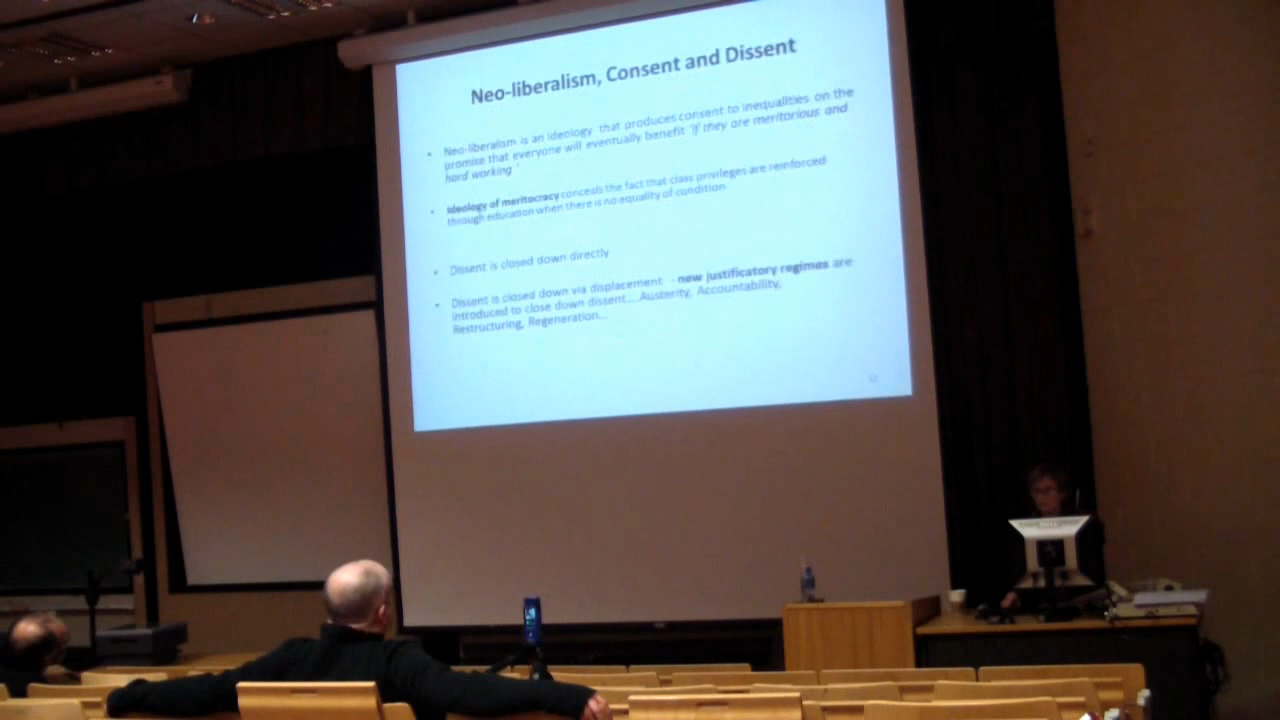 Neo-liberalism, Consent and Dissent
• Neo-liberalism is an ideology that produces consent to inequalities on the
promise that everyone will eventually benefit 'if they are meritorious and
hard working '
• Ideology of meritocracy conceals the fact that class privileges are reinforced
through education when there is no equality of condition
• Dissent is closed down directly
• Dissent is closed down via displacement - new justificatory regimes are
introduced to close down dissent....Austerity, Accountability,
Restructuring, Regeneration...